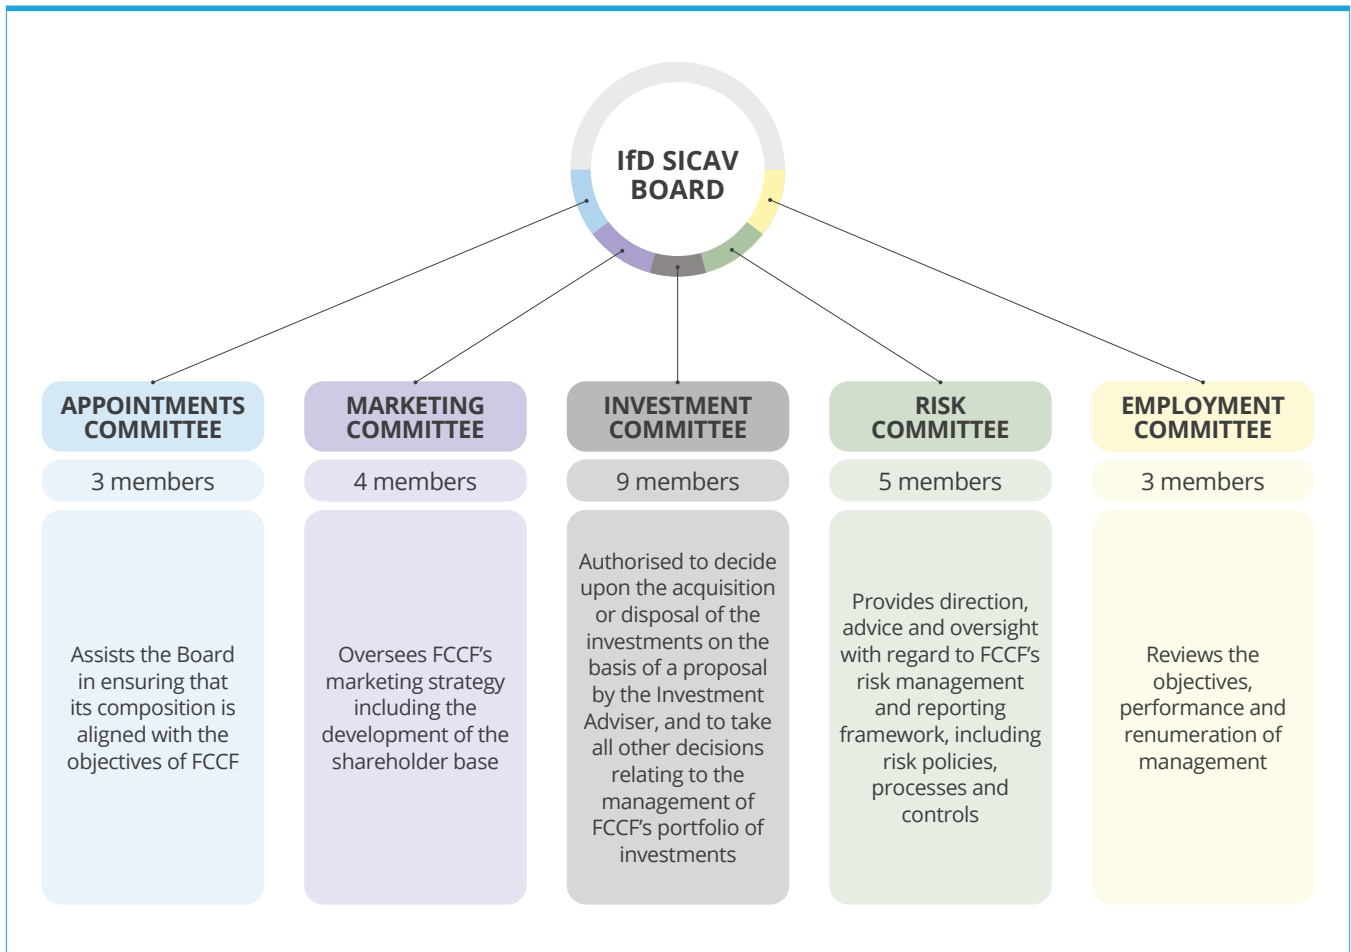 IfD SICAV
BOARD
APPOINTMENTS
COMMITTEE
3 members
Assists the Board
in ensuring that
its composition is
aligned with the
objectives of FCCF
MARKETING
COMMITTEE
4 members
Oversees FCCF’s
marketing strategy
including the
development of the
shareholder base
INVESTMENT
COMMITTEE
9 members
Authorised to decide
upon the acquisition
or disposal of the
investments on the
basis of a proposal
by the Investment
Adviser, and to take
all other decisions
relating to the
management of
FCCF’s portfolio of
investments
RISK
COMMITTEE
5 members
Provides direction,
advice and oversight
with regard to FCCF’s
risk management
and reporting
framework, including
risk policies,
processes and
controls
EMPLOYMENT
COMMITTEE
3 members
Reviews the
objectives,
performance and
renumeration of
management